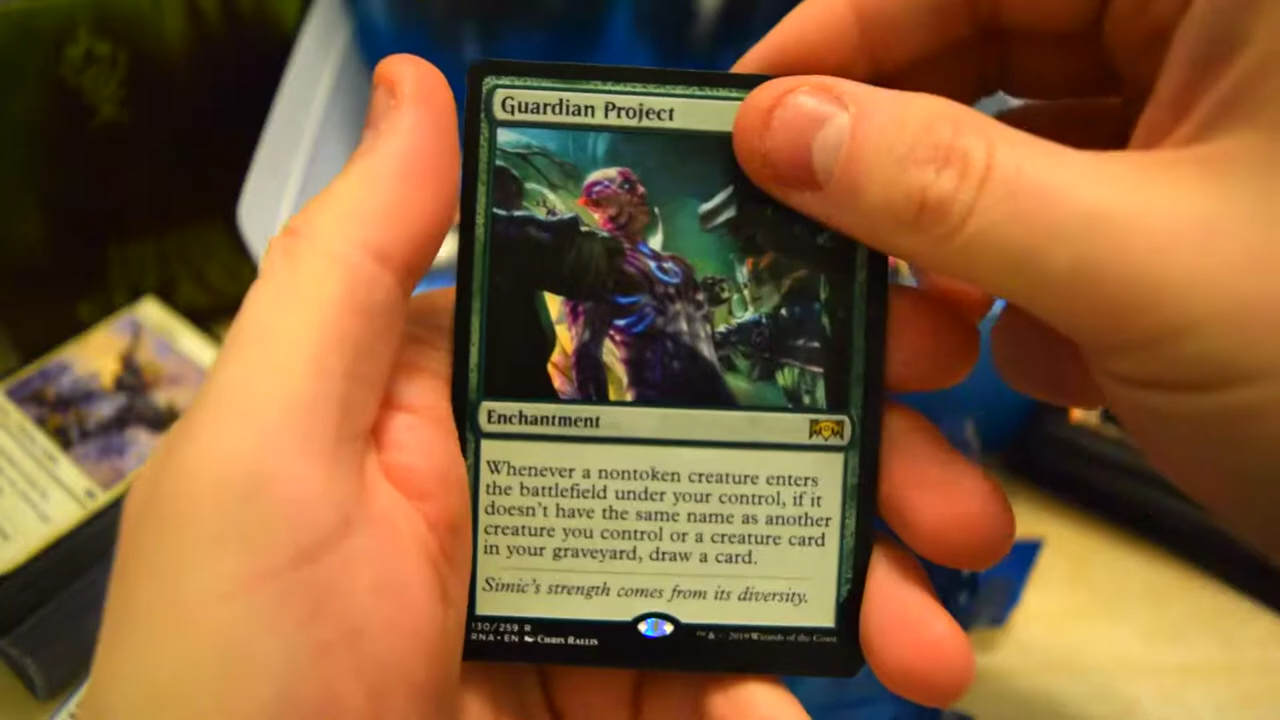 Guardian Project
Enchantment
Whenever a nontoken creature enters
the battlefield under your control, if it
doesn't have the same name as another
creature you control or a creature card
in your graveyard, draw a card.
Simic's strength comes from its diversity.
130/259 R
RNA • EN Chris Rallis
™ & © 2019 Wizards of the Coast